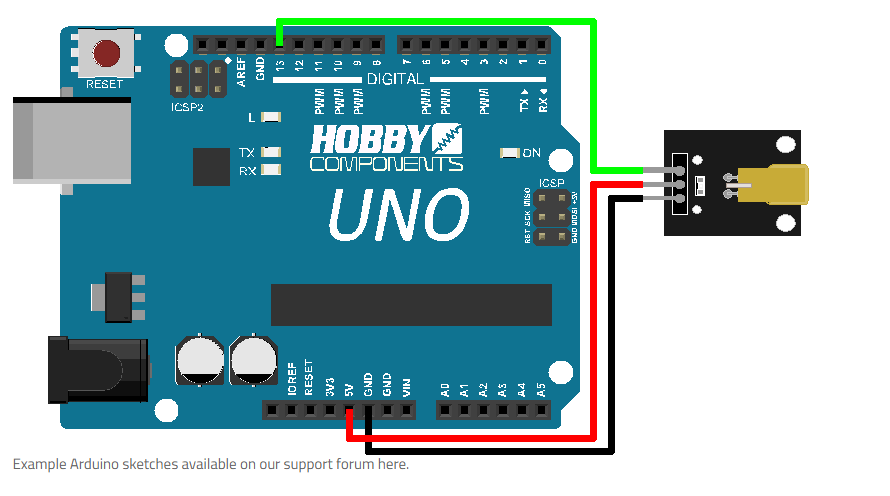 RESET
ICSP2
AREF
GND
13
12
11
10
9
8
7
6
5
4
3
2
1
0
DIGITAL
PWM
PWM
PWM
PWM
PWM
PWM
TX
RX
L
TX
RX
HOBBY
COMPONENTS
UNO
ON
ICSP
RST SCK MISO
GND MOSI +5V
IOREF
RESET
3V3
5V
GND
GND
VIN
A0
A1
A2
A3
A4
A5
Example Arduino sketches available on our support forum here.